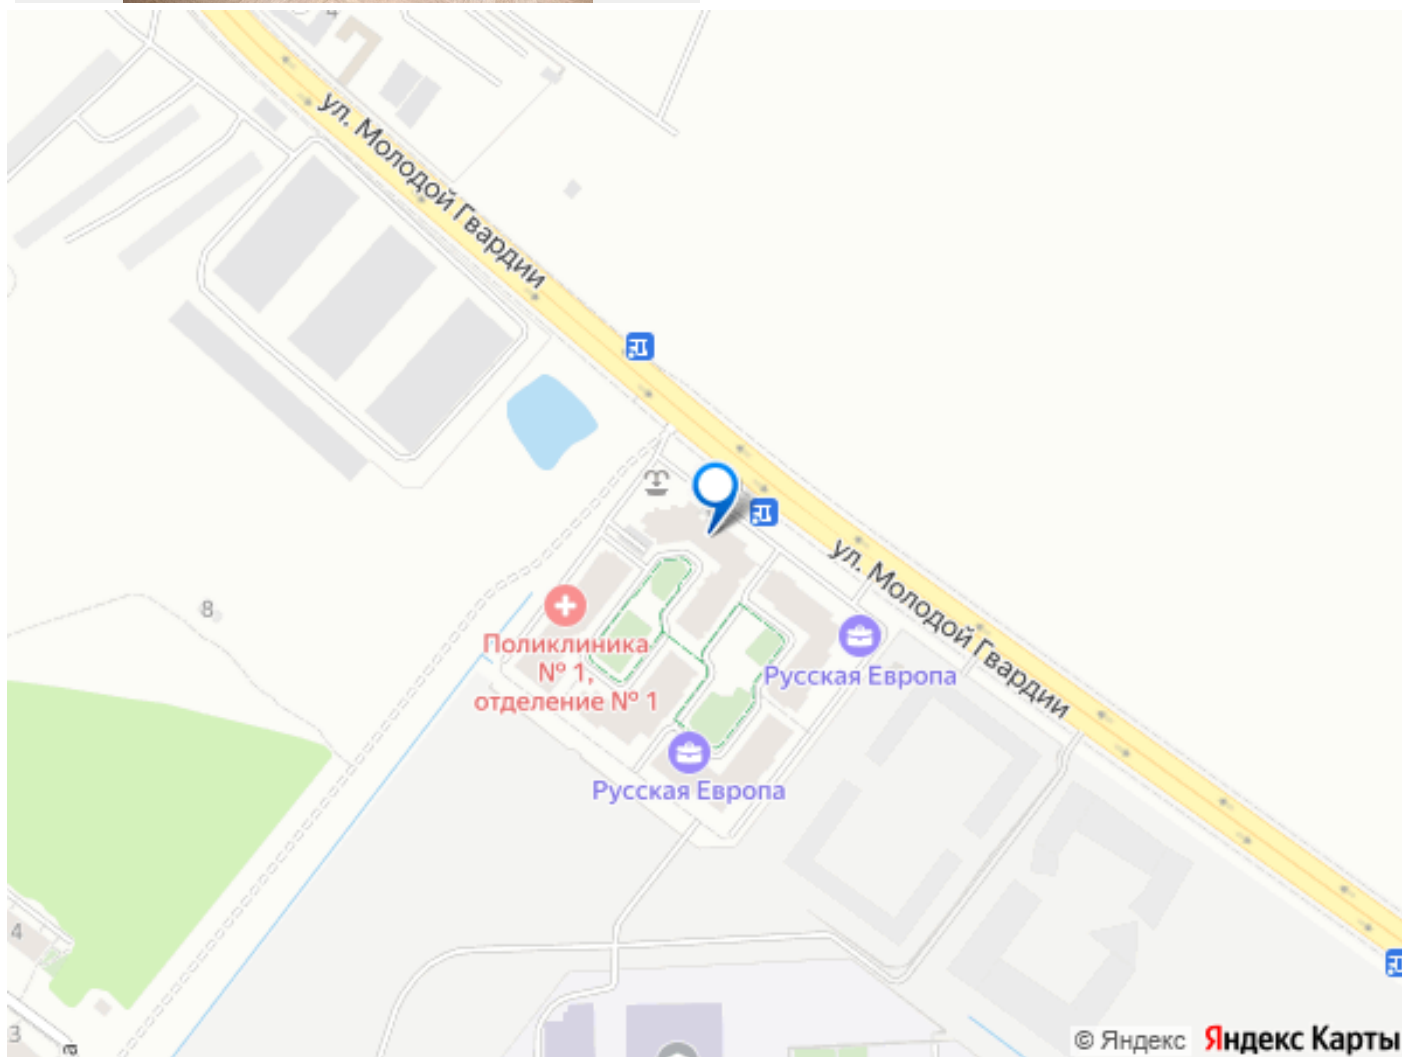 4
ул. Молодой Гвардии
8
Поликлиника
№ 1,
отделение № 1
ул. Молодой Гвардии
Русская Европа
Русская Европа
4
3
а
© Яндекс Яндекс Карты